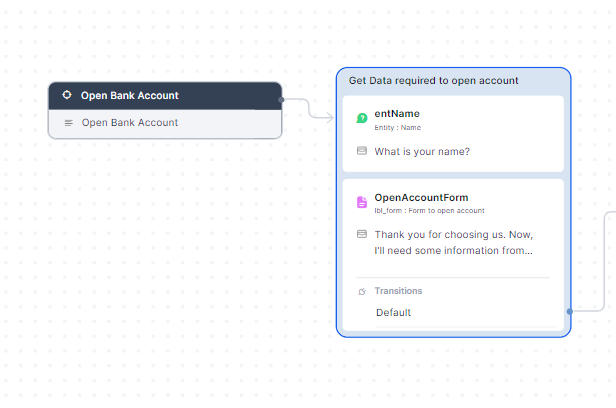 Open Bank Account
Open Bank Account
Get Data required to open account
entName
Entity : Name
What is your name?
OpenAccountForm
lbl_form : Form to open account
Thank you for choosing us. Now,
I'll need some information from...
Transitions
Default